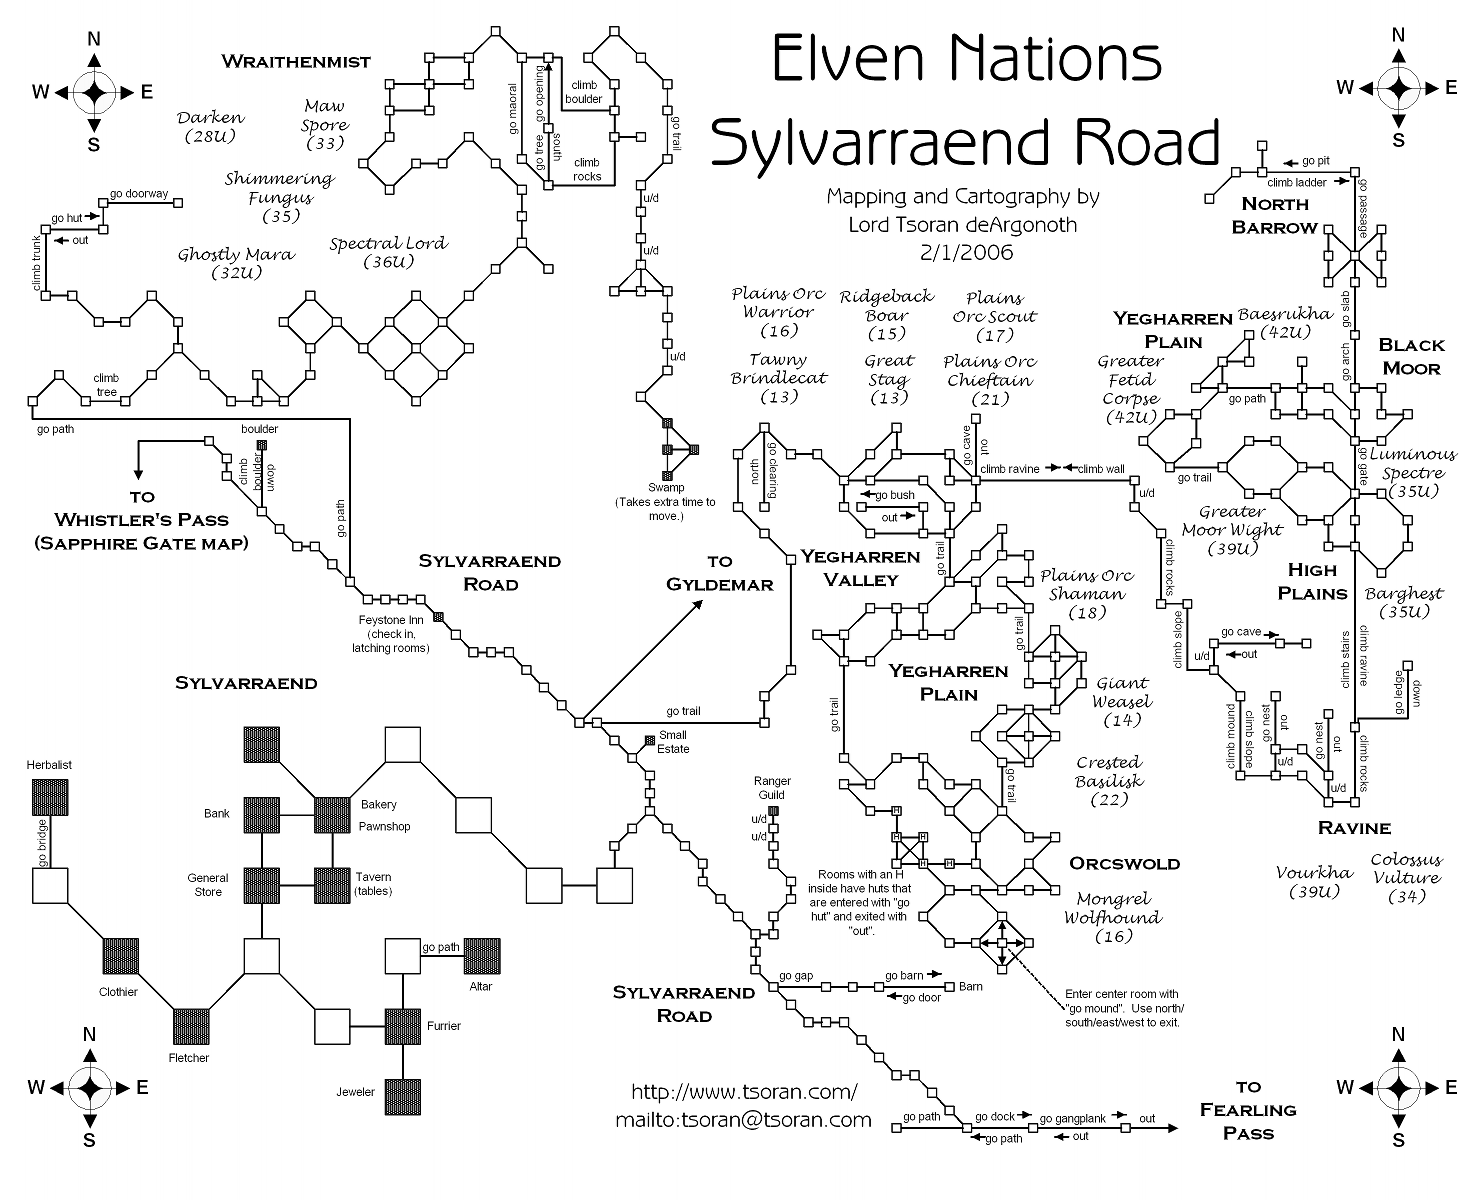 Elven Nations
Sylvarraend Road
Mapping and Cartography by
Lord Tsoran deArgonoth
2/1/2006
N
W
E
S
N
W
E
S
Wraithenmist
Darken
(28U)
Maw
Spore
(33)
Shimmering
Fungus
(35)
Ghostly Mara
(32U)
Spectral Lord
(36U)
go doorway
go hut
out
climb trunk
climb
tree
go path
go maoral
go opening
go tree
south
climb
boulder
climb
rocks
go trail
u/d
u/d
u/d
Swamp
(Takes extra time to
move.)
boulder
climb
boulder
down
go path
to
Whistler's Pass
(Sapphire Gate map)
Sylvarraend
Road
Feystone Inn
(check in,
latching rooms)
to
Gyldemar
go trail
Small
Estate
Ranger
Guild
u/d
u/d
Sylvarraend
Herbalist
go bridge
Bank
Bakery
Pawnshop
General
Store
Tavern
(tables)
Clothier
Fletcher
go path
Altar
Furrier
Jeweler
Plains Orc
Warrior
(16)
Ridgeback
Boar
(15)
Plains
Orc Scout
(17)
Tawny
Brindlecat
(13)
Great
Stag
(13)
Plains Orc
Chieftain
(21)
north
go clearing
go cave
out
climb ravine
climb wall
go bush
out
go trail
Yegharren
Valley
Plains Orc
Shaman
(18)
go trail
Yegharren
Plain
go trail
Giant
Weasel
(14)
Crested
Basilisk
(22)
go trail
Orcswold
H
H
H
H
H
H
Rooms with an H
inside have huts that
are entered with "go
hut" and exited with
"out".
Mongrel
Wolfhound
(16)
Enter center room with
"go mound". Use north/
south/east/west to exit.
North
Barrow
go pit
climb ladder
go passage
go slab
go arch
Yegharren
Plain
Baesrukha
(42U)
Black
Moor
Greater
Fetid
Corpse
(42U)
go path
go trail
go gate
Luminous
Spectre
(35U)
Greater
Moor Wight
(39U)
High
Plains
Barghest
(35U)
u/d
climb rocks
climb slope
u/d
go cave
out
climb mound
climb slope
go nest
out
u/d
go nest
out
u/d
climb stairs
climb ravine
go ledge
down
climb rocks
Ravine
Vourkha
(39U)
Colossus
Vulture
(34)
Sylvarraend
Road
go gap
go barn
go door
Barn
http://www.tsoran.com/
mailto:tsoran@tsoran.com
go path
go dock
go path
go gangplank
out
out
to
Fearling
Pass
N
W
E
S
N
W
E
S